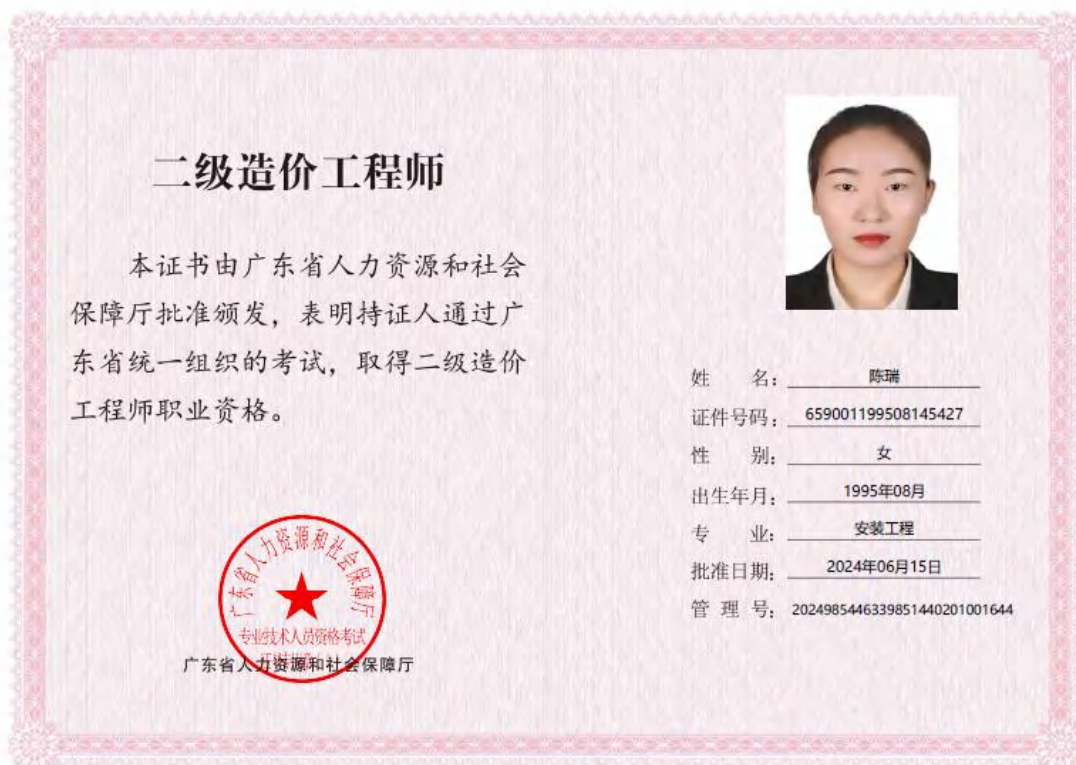 二级造价工程师
本证书由广东省人力资源和社会
保障厅批准颁发，表明持证人通过广
东省统一组织的考试，取得二级造价
工程师职业资格。
广东省人力资源和社会保障厅
专业技术人员资格考试
广东省人力资源和社会保障厅
姓 名：陈瑞
证件号码：659001199508145427
性 别：女
出生年月：1995年08月
专 业：安装工程
批准日期：2024年06月15日
管 理 号：2024985446339851440201001644